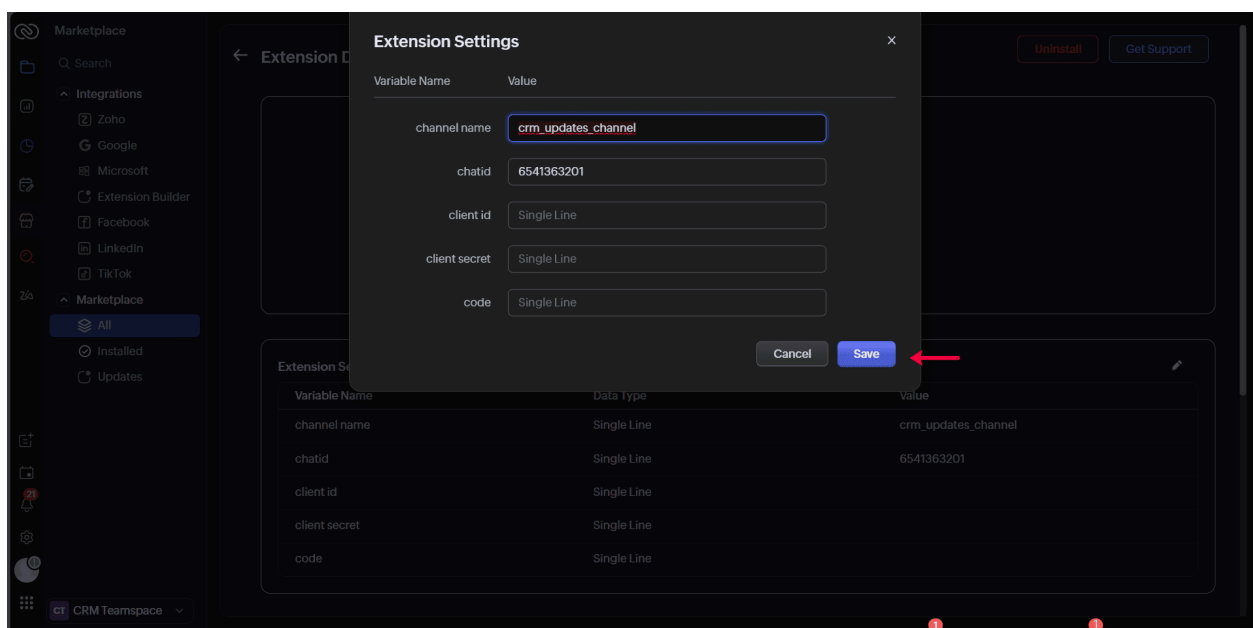 Marketplace
Search
Integrations
Zoho
Google
Microsoft
Extension Builder
Facebook
LinkedIn
TikTok
Marketplace
All
Installed
Updates
21
CT CRM Teamspace
Extension D
Uninstall
Get Support
Extension Settings
Variable Name Value
channel name crm_updates_channel
chatid 6541363201
client id Single Line
client secret Single Line
code Single Line
Cancel Save
Extension Se
Variable Name Data Type Value
channel name Single Line crm_updates_channel
chatid Single Line 6541363201
client id Single Line
client secret Single Line
code Single Line
1 1